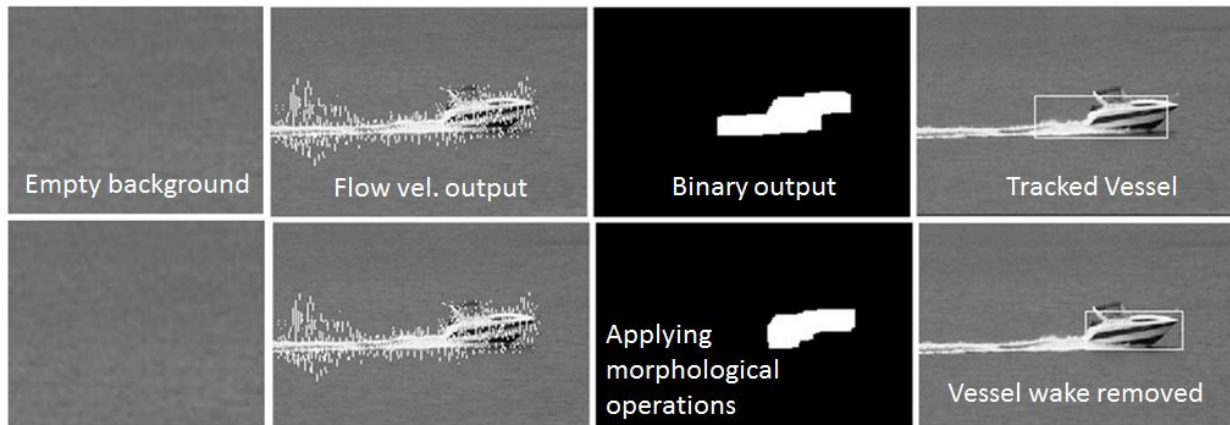 Empty background
Flow vel. output
Binary output
Tracked Vessel
Applying
morphological
operations
Vessel wake removed